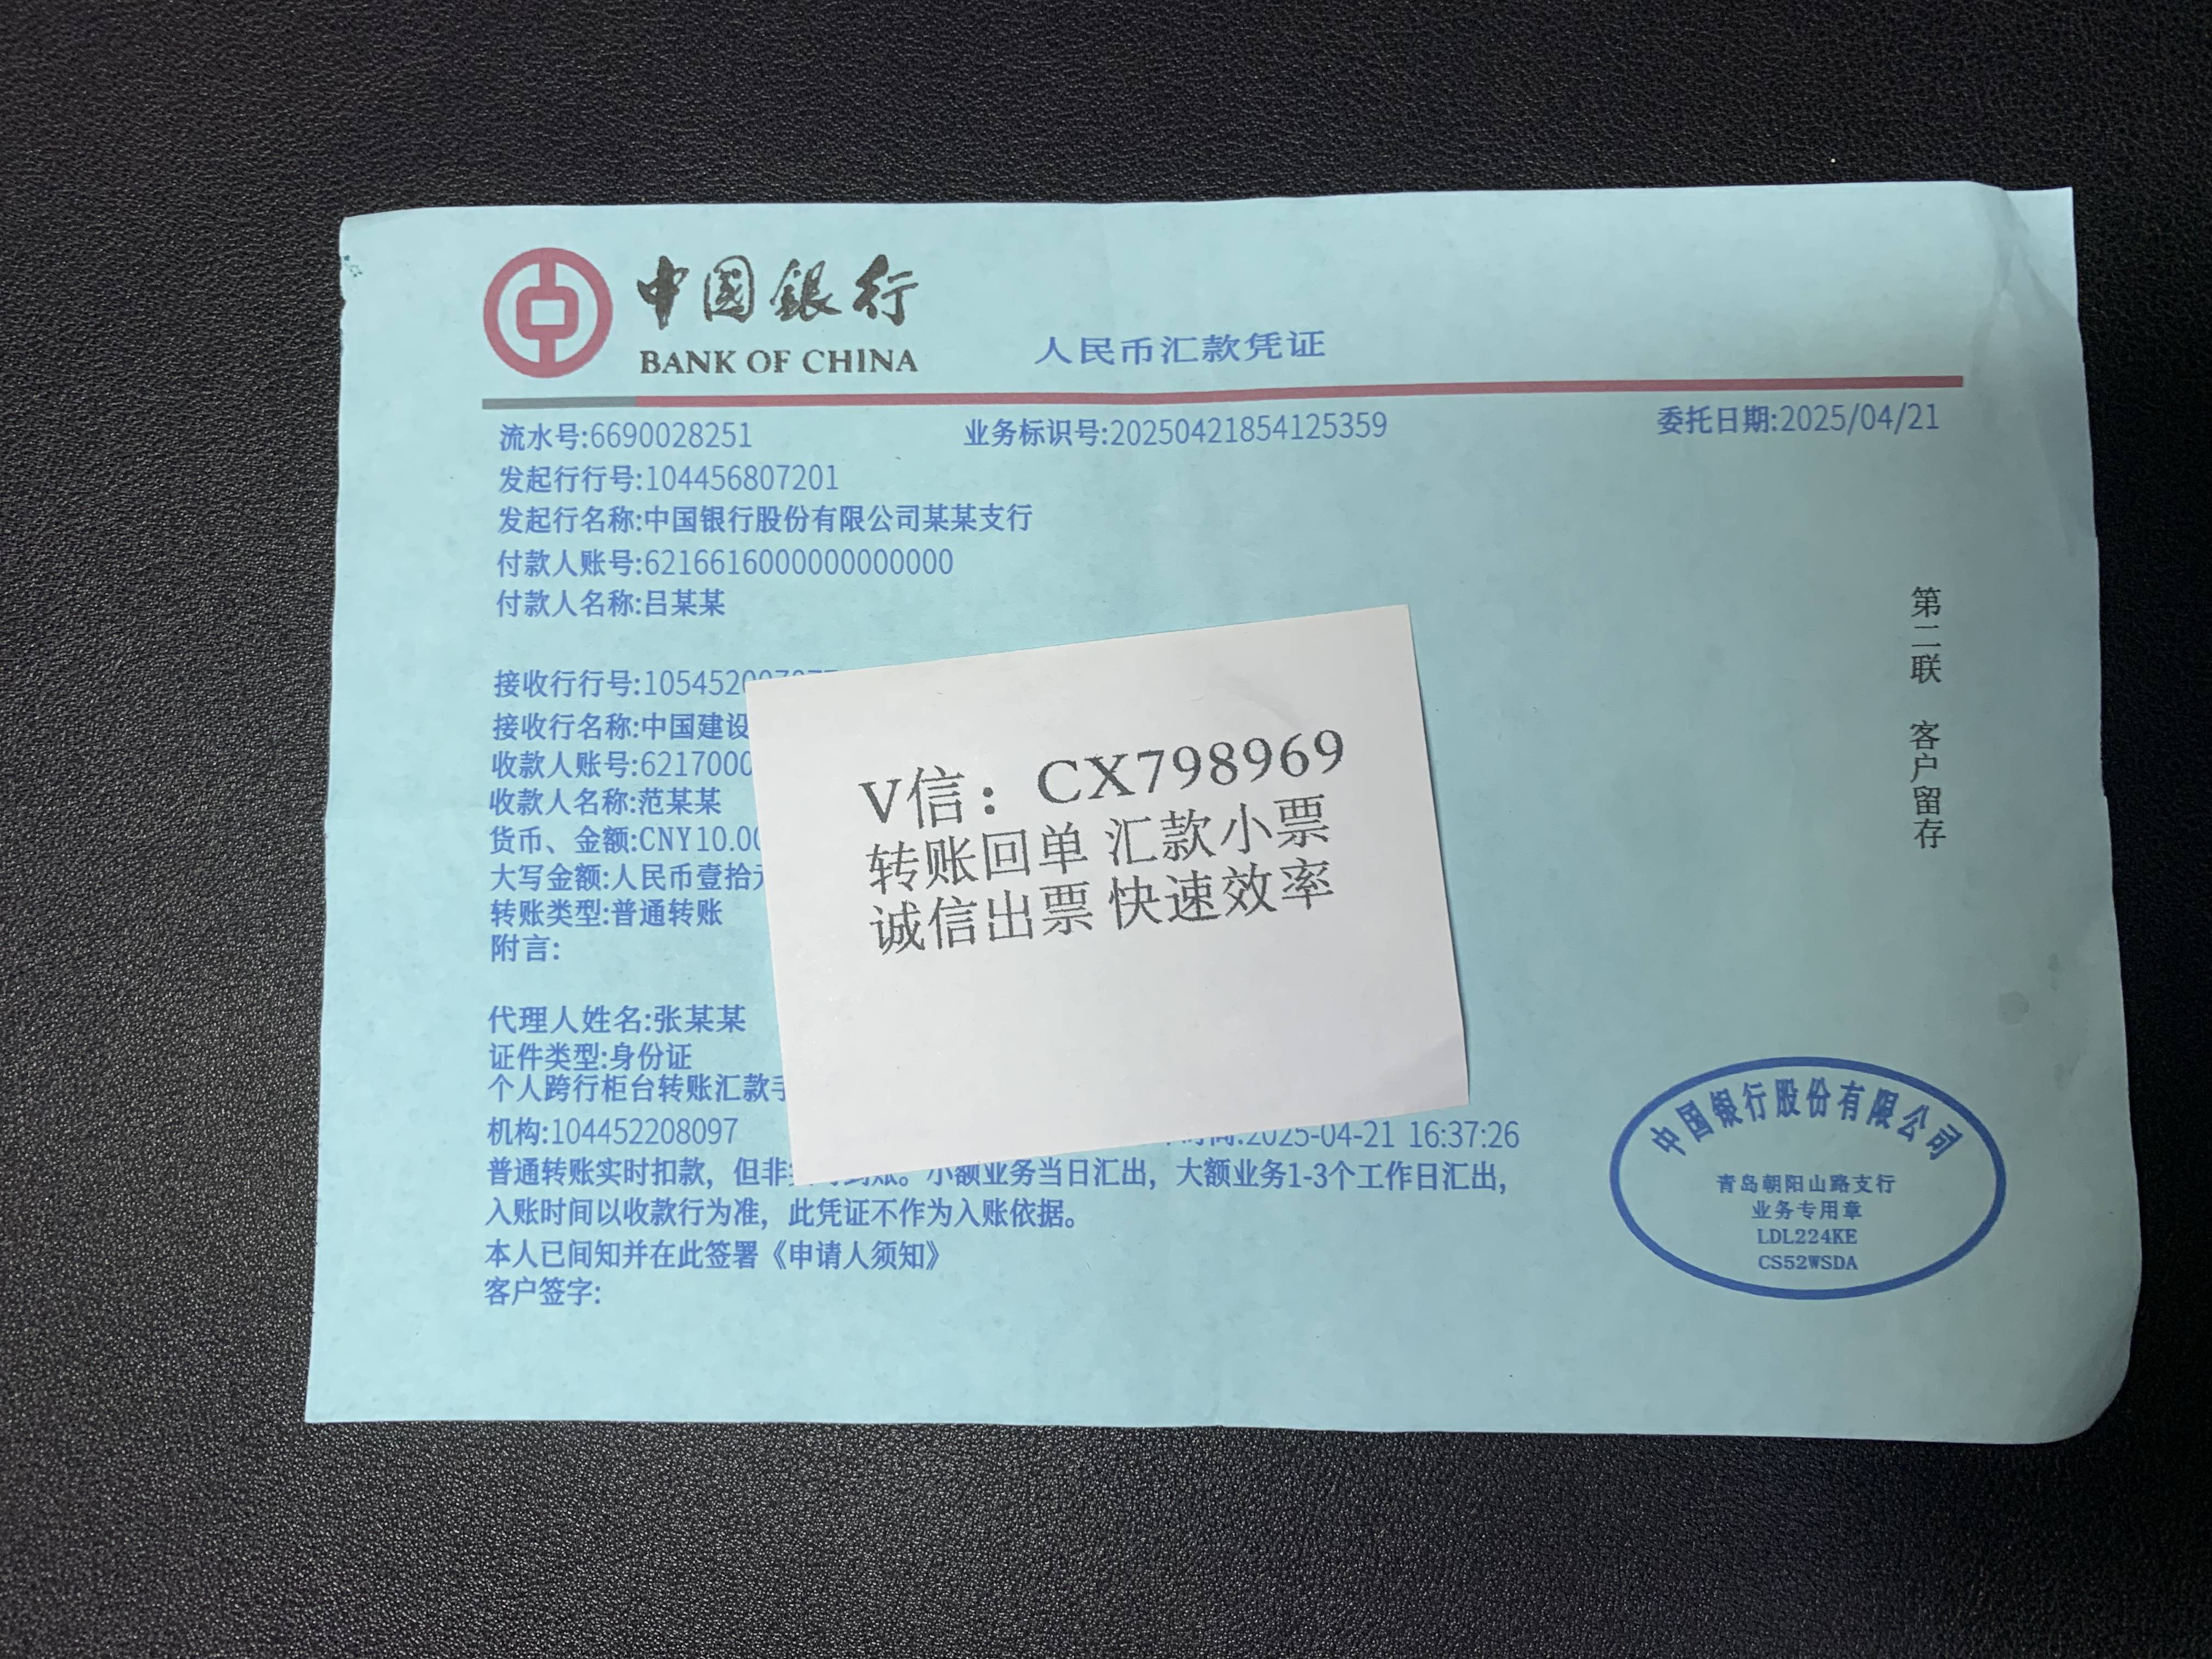 中国银行
BANK OF CHINA
人民币汇款凭证
流水号:6690028251 业务标识号:20250421854125359 委托日期:2025/04/21
发起行行号:104456807201
发起行名称:中国银行股份有限公司某某支行
付款人账号:6216616000000000000
付款人名称:吕某某
接收行行号:105452
接收行名称:中国建设
收款人账号:6217000
收款人名称:范某某
货币、金额:CNY10.00
大写金额:人民币壹拾元
转账类型:普通转账
附言:
代理人姓名:张某某
证件类型:身份证
个人跨行柜台转账汇款手
机构:104452208097 时间:2025-04-21 16:37:26
普通转账实时扣款，但非 到账。小额业务当日汇出，大额业务1-3个工作日汇出，
入账时间以收款行为准，此凭证不作为入账依据。
本人已间知并在此签署《申请人须知》
客户签字:
V信：CX798969
转账回单 汇款小票
诚信出票 快速效率
第二联 客户留存
中国银行股份有限公司
青岛朝阳山路支行
业务专用章
LDL224KE
CS52WSDA